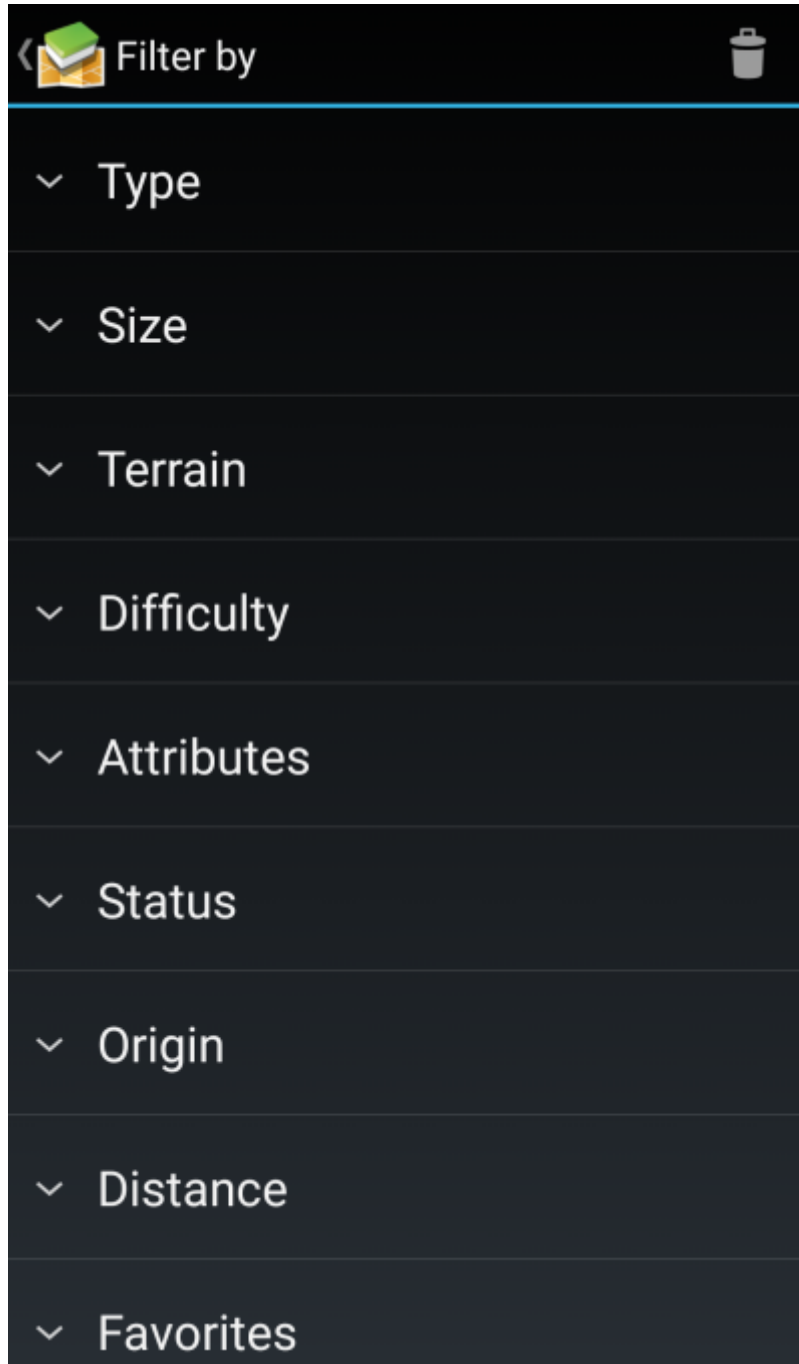 Filter by
Type
Size
Terrain
Difficulty
Attributes
Status
Origin
Distance
Favorites